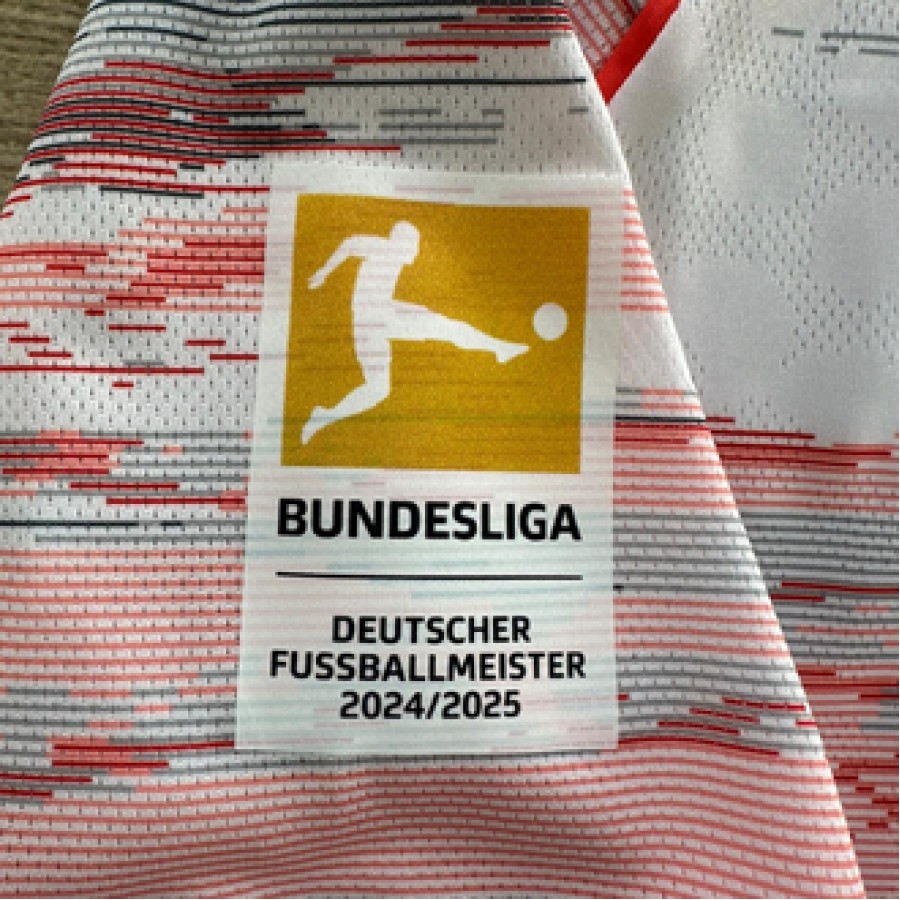 BUNDESLIGA
DEUTSCHER
FUSSBALLMEISTER
2024/2025